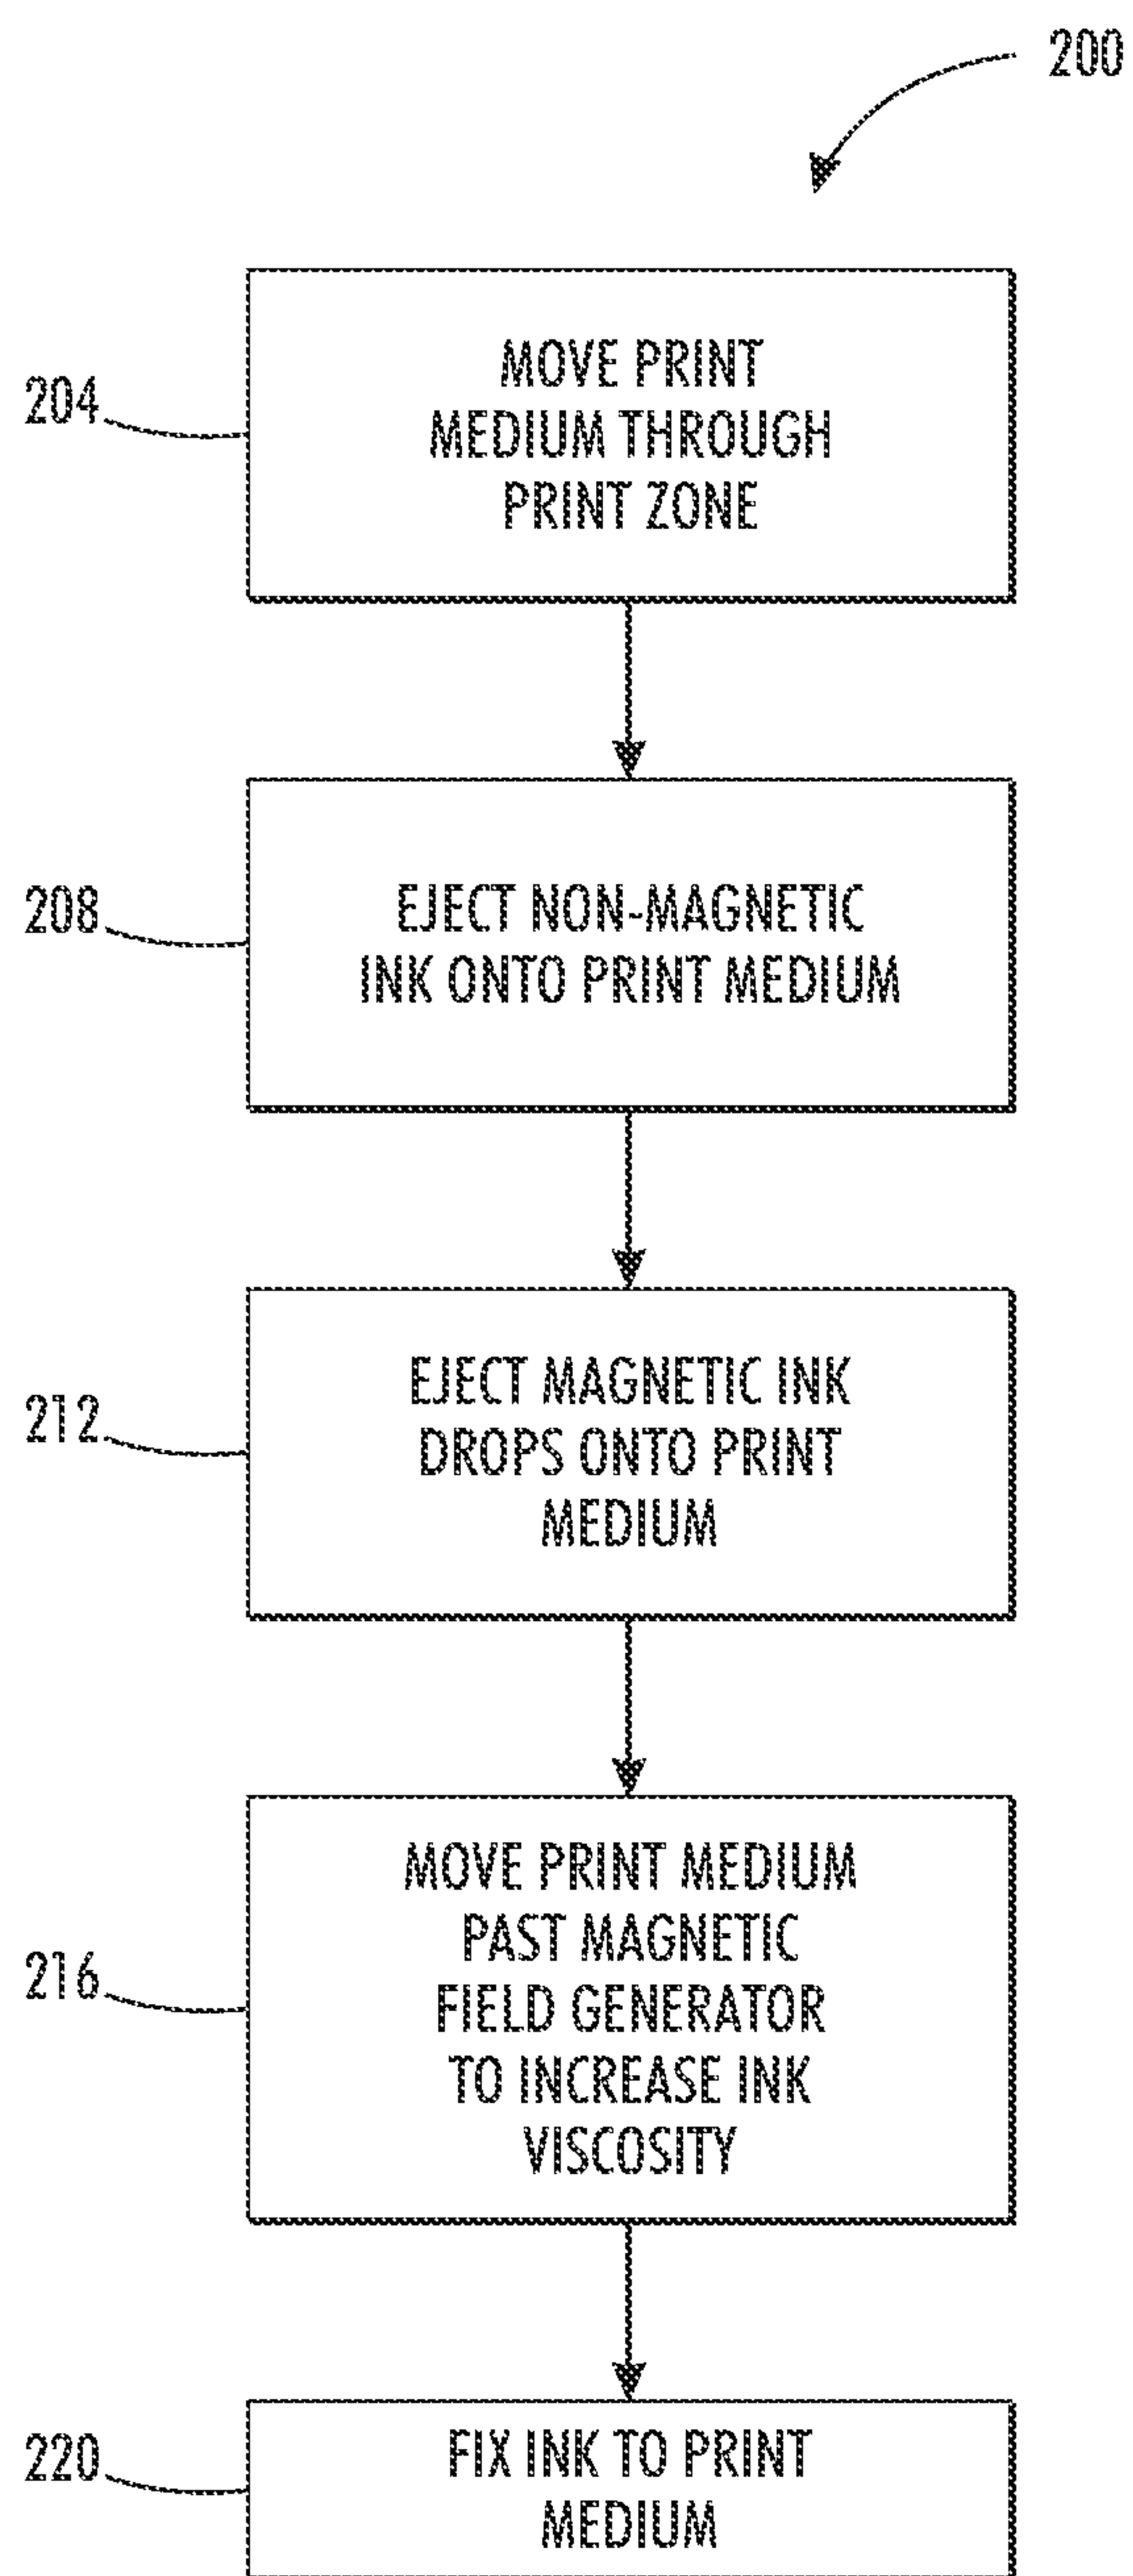 200
204
MOVE PRINT
MEDIUM THROUGH
PRINT ZONE
208
EJECT NON-MAGNETIC
INK ONTO PRINT MEDIUM
212
EJECT MAGNETIC INK
DROPS ONTO PRINT
MEDIUM
216
MOVE PRINT MEDIUM
PAST MAGNETIC
FIELD GENERATOR
TO INCREASE INK
VISCOSITY
220
FIX INK TO PRINT
MEDIUM